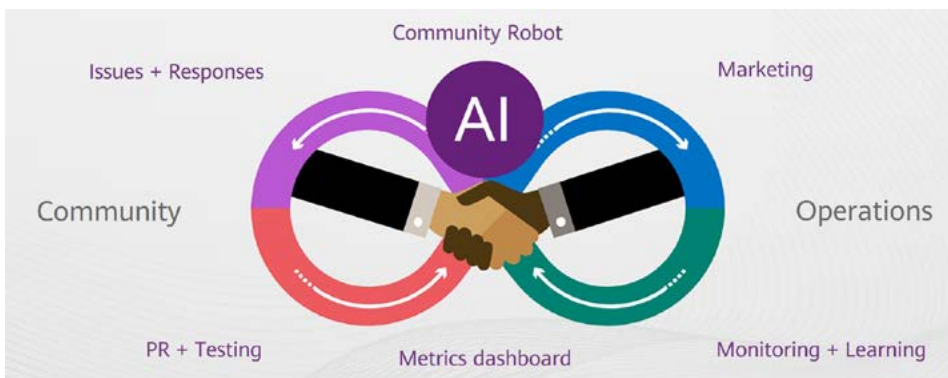 Community Robot
Issues + Responses
Marketing
AI
Community
Operations
PR + Testing
Metrics dashboard
Monitoring + Learning